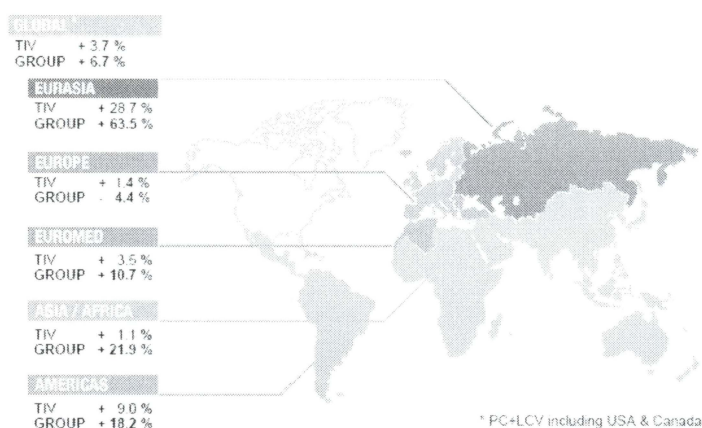 GLOBAL *
TIV + 3.7 %
GROUP + 6.7 %
EURASIA
TIV + 28.7 %
GROUP + 63.5 %
EUROPE
TIV + 1.4 %
GROUP - 4.4 %
EUROMED
TIV + 3.5 %
GROUP + 10.7 %
ASIA / AFRICA
TIV + 1.1 %
GROUP + 21.9 %
AMERICAS
TIV + 9.0 %
GROUP + 18.2 %
* PC+LCV including USA & Canada